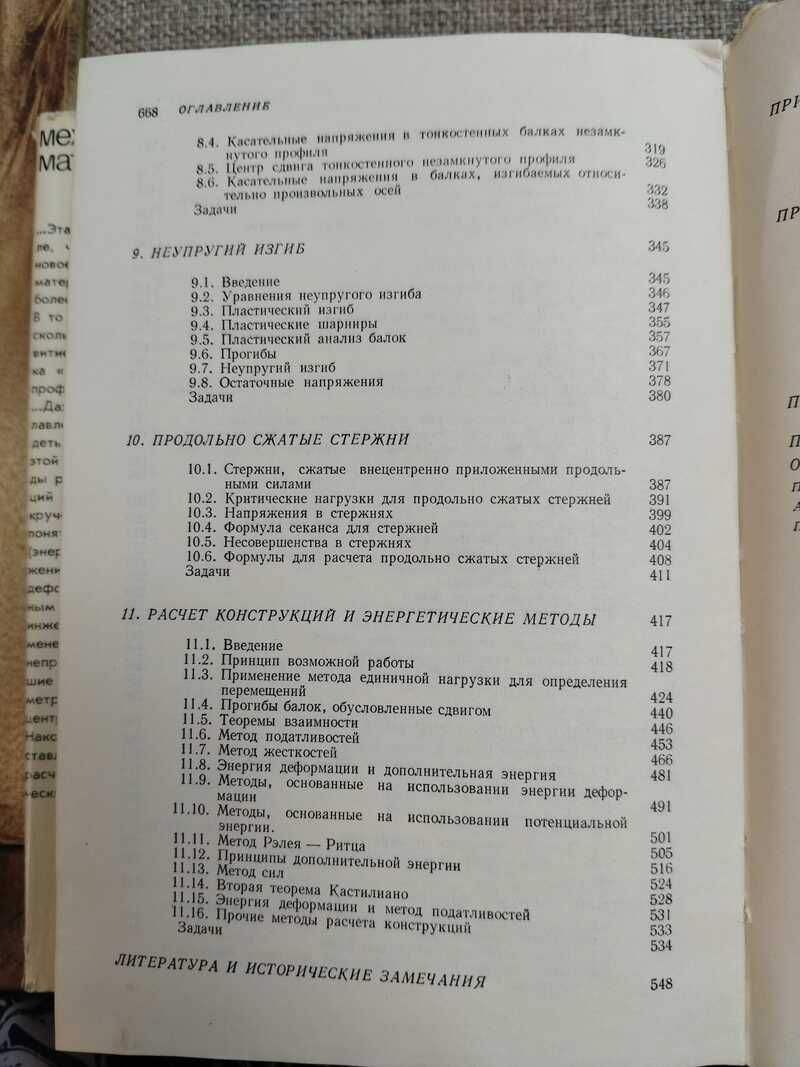 668 ОГЛАВЛЕНИЕ
8.4. Касательные напряжения в тонкостенных балках незамк-
нутого профиля 319
8.5. Центр сдвига тонкостенного незамкнутого профиля 326
8.6. Касательные напряжения в балках, изгибаемых относи-
тельно произвольных осей 332
Задачи 338
9. НЕУПРУГИЙ ИЗГИБ 345
9.1. Введение 345
9.2. Уравнения неупругого изгиба 346
9.3. Пластический изгиб 347
9.4. Пластические шарниры 355
9.5. Пластический анализ балок 357
9.6. Прогибы 367
9.7. Неупругий изгиб 371
9.8. Остаточные напряжения 378
Задачи 380
10. ПРОДОЛЬНО СЖАТЫЕ СТЕРЖНИ 387
10.1. Стержни, сжатые внецентренно приложенными продоль-
ными силами 387
10.2. Критические нагрузки для продольно сжатых стержней 391
10.3. Напряжения в стержнях 399
10.4. Формула секанса для стержней 402
10.5. Несовершенства в стержнях 404
10.6. Формулы для расчета продольно сжатых стержней 408
Задачи 411
11. РАСЧЕТ КОНСТРУКЦИЙ И ЭНЕРГЕТИЧЕСКИЕ МЕТОДЫ 417
11.1. Введение 417
11.2. Принцип возможной работы 418
11.3. Применение метода единичной нагрузки для определения
перемещений 424
11.4. Прогибы балок, обусловленные сдвигом 440
11.5. Теоремы взаимности 446
11.6. Метод податливостей 453
11.7. Метод жесткостей 466
11.8. Энергия деформации и дополнительная энергия 481
11.9. Методы, основанные на использовании энергии дефор-
мации 491
11.10. Методы, основанные на использовании потенциальной
энергии. 501
11.11. Метод Рэлея — Ритца 505
11.12. Принципы дополнительной энергии 516
11.13. Метод сил 524
11.14. Вторая теорема Кастилиано 528
11.15. Энергия деформации и метод податливостей 531
11.16. Прочие методы расчета конструкций 533
Задачи 534
ЛИТЕРАТУРА И ИСТОРИЧЕСКИЕ ЗАМЕЧАНИЯ 548